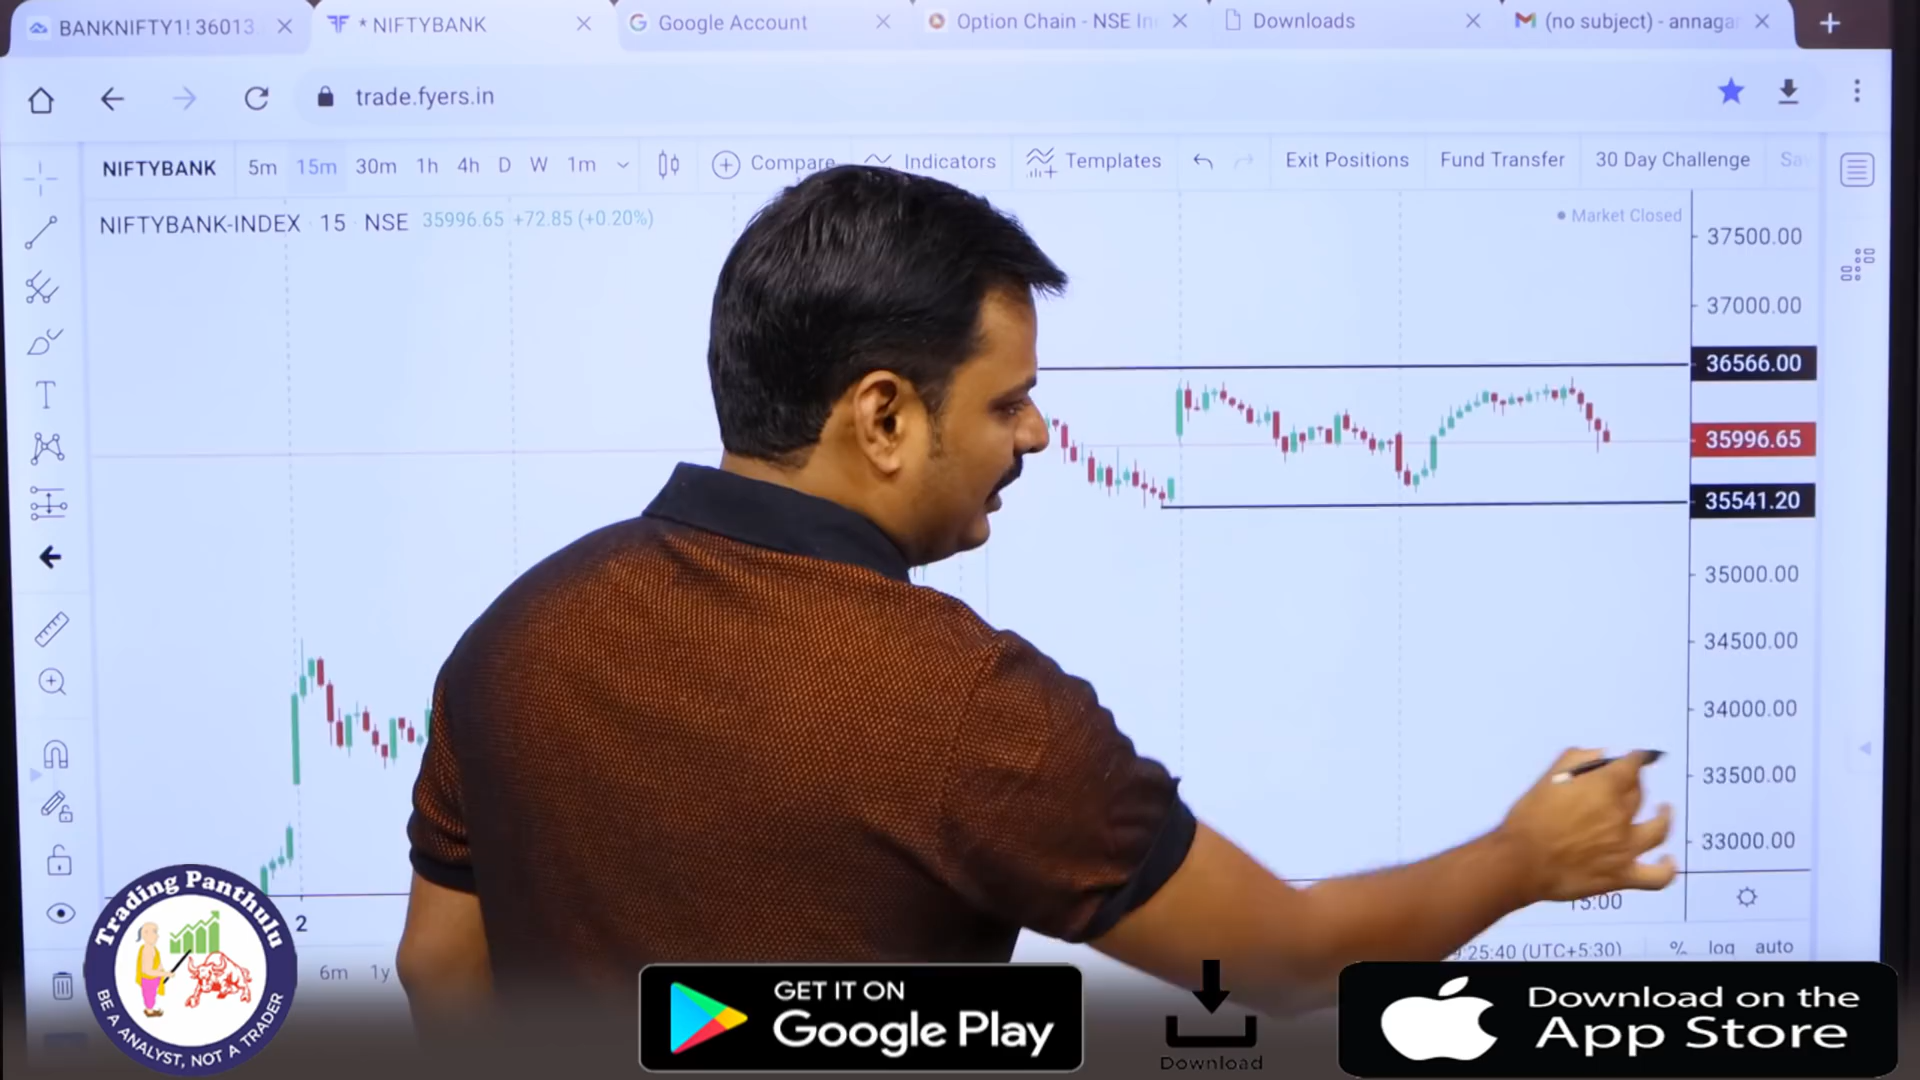 BANKNIFTY1! 36013.
* NIFTYBANK
Google Account
Option Chain - NSE In
Downloads
(no subject) - annagar
trade.fyers.in
NIFTYBANK 5m 15m 30m 1h 4h D W 1m Compare Indicators Templates Exit Positions Fund Transfer 30 Day Challenge
NIFTYBANK-INDEX · 15 · NSE 35996.65 +72.85 (+0.20%)
Market Closed
37500.00
37000.00
36566.00
35996.65
35541.20
35000.00
34500.00
34000.00
33500.00
33000.00
2
15:00
9:25:40 (UTC+5:30) % log auto
6m 1y
Trading Panthulu
BE A ANALYST, NOT A TRADER
GET IT ON
Google Play
Download
Download on the
App Store